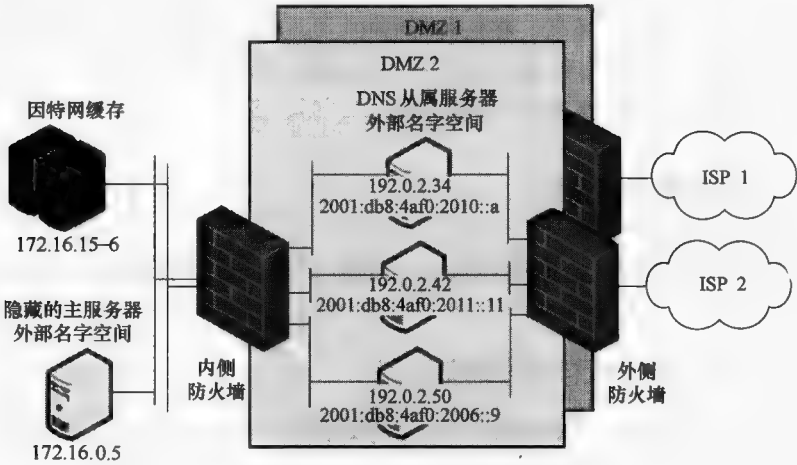 DMZ 1
DMZ 2
因特网缓存
172.16.15–6
隐藏的主服务器
外部名字空间
172.16.0.5
内侧
防火墙
DNS 从属服务器
外部名字空间
192.0.2.34
2001:db8:4af0:2010::a
192.0.2.42
2001:db8:4af0:2011::11
192.0.2.50
2001:db8:4af0:2006::9
外侧
防火墙
ISP 1
ISP 2